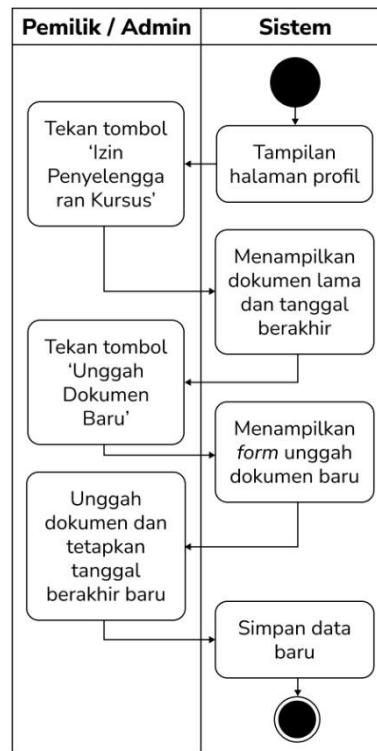 Pemilik / Admin
Sistem
Tekan tombol
‘Izin
Penyelengga
ran Kursus’
Tampilan
halaman profil
Menampilkan
dokumen lama
dan tanggal
berakhir
Tekan tombol
‘Unggah
Dokumen
Baru’
Menampilkan
form unggah
dokumen baru
Unggah
dokumen dan
tetapkan
tanggal
berakhir baru
Simpan data
baru